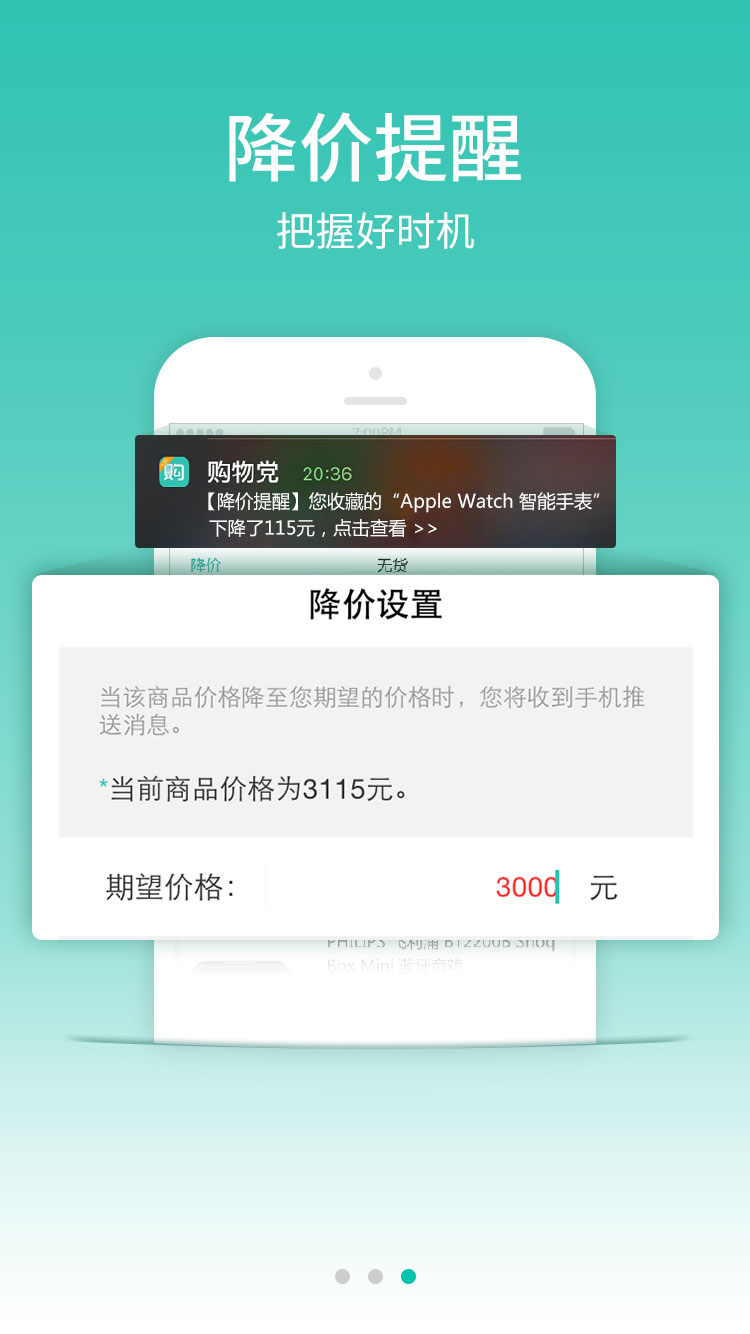 降价提醒
把握好时机
7:00PM
购 购物党 20:36
【降价提醒】您收藏的“Apple Watch 智能手表”
下降了115元，点击查看 >>
降价 无货
降价设置
当该商品价格降至您期望的价格时，您将收到手机推
送消息。
*当前商品价格为3115元。
期望价格： 3000 元
PHILIPS 飞利浦 BT2200B Shoq
Box Mini 蓝牙音箱